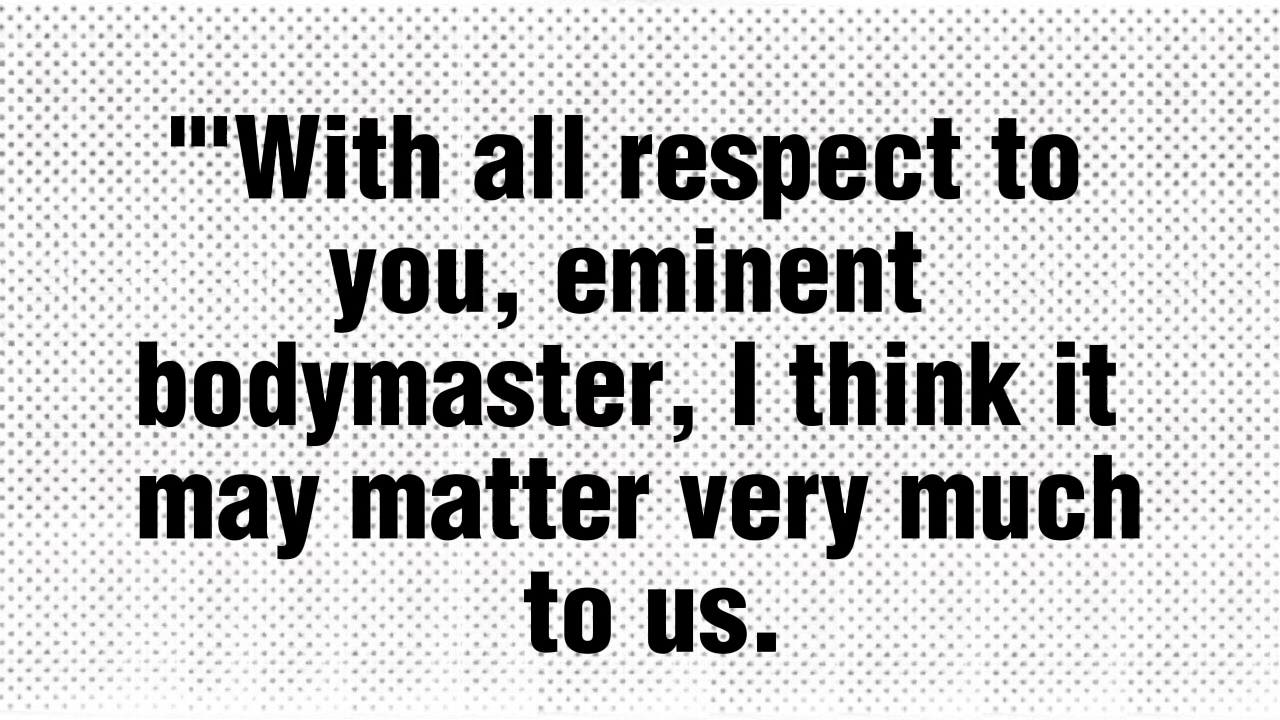 "'With all respect to
you, eminent
bodymaster, I think it
may matter very much
to us.